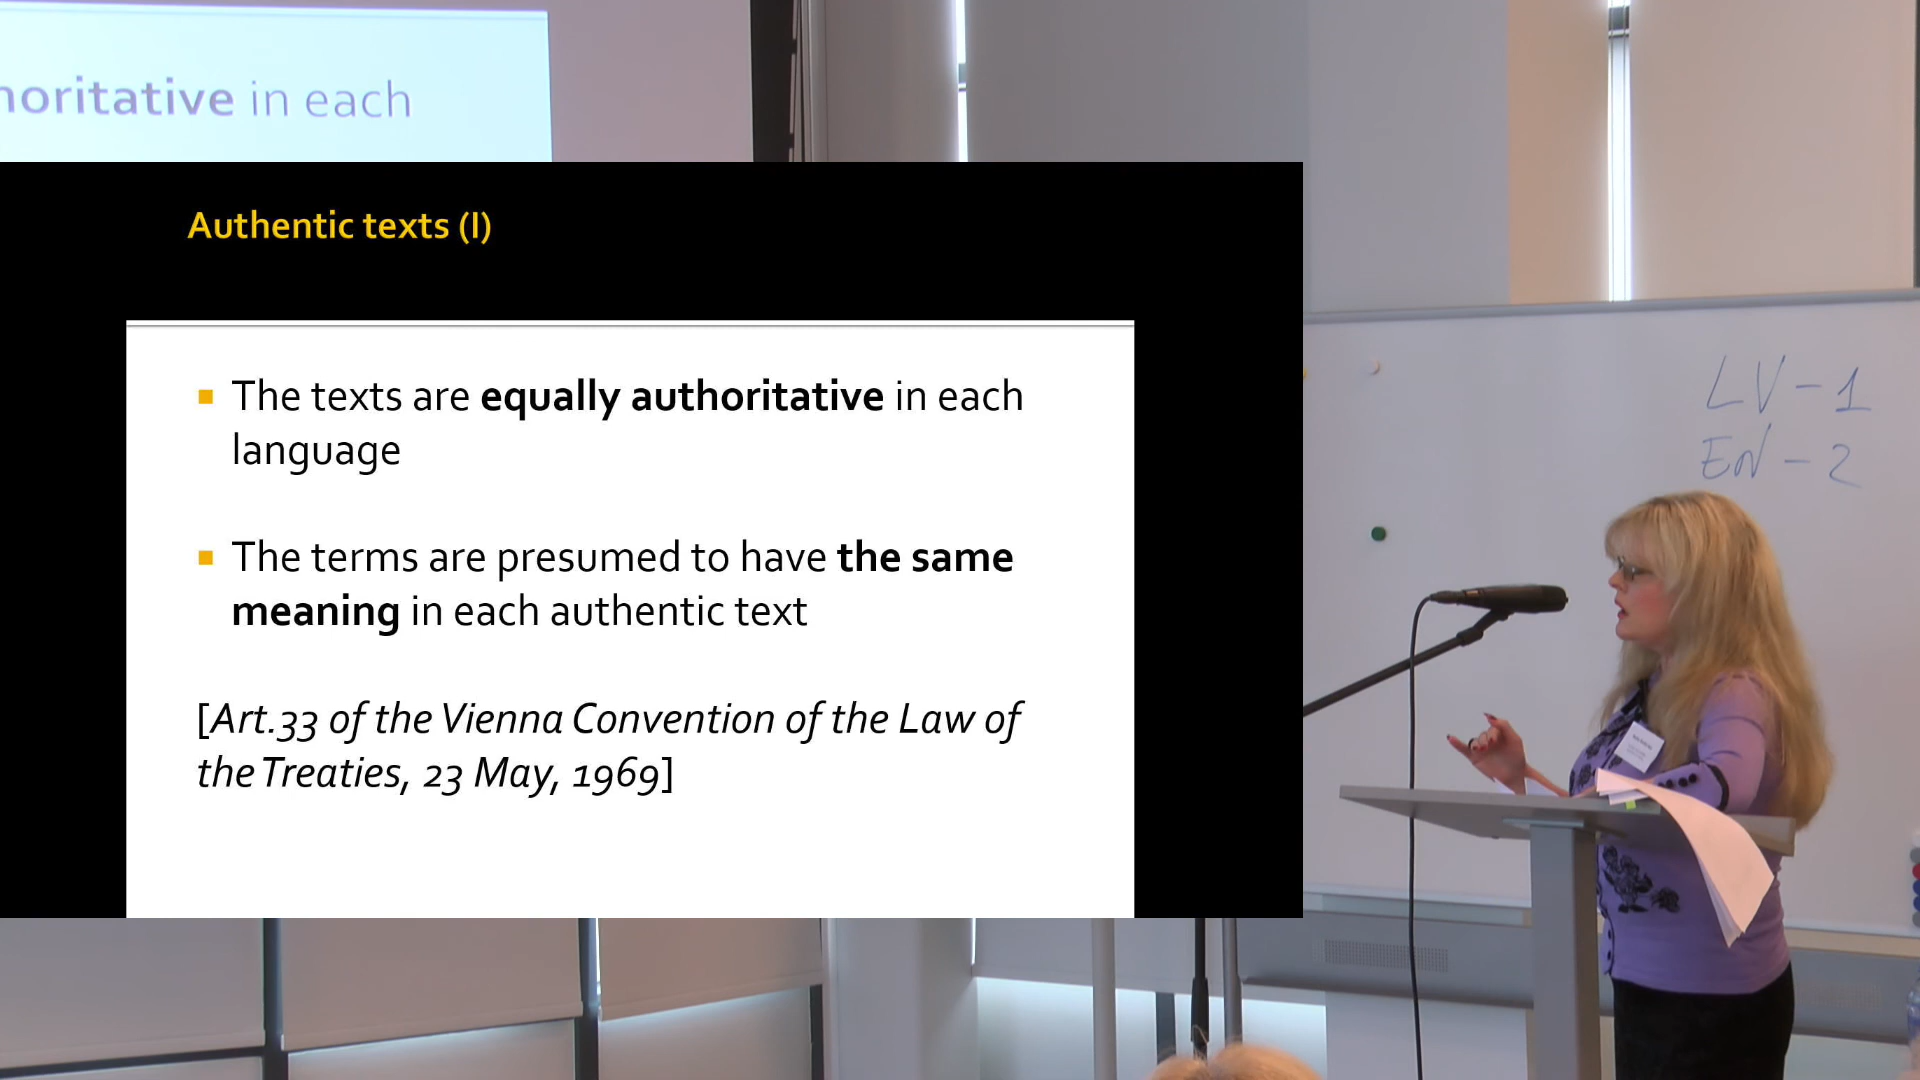 horitative in each
Authentic texts (I)
The texts are equally authoritative in each
language
The terms are presumed to have the same
meaning in each authentic text
[Art.33 of the Vienna Convention of the Law of
the Treaties, 23 May, 1969]
LV-1
EN-2